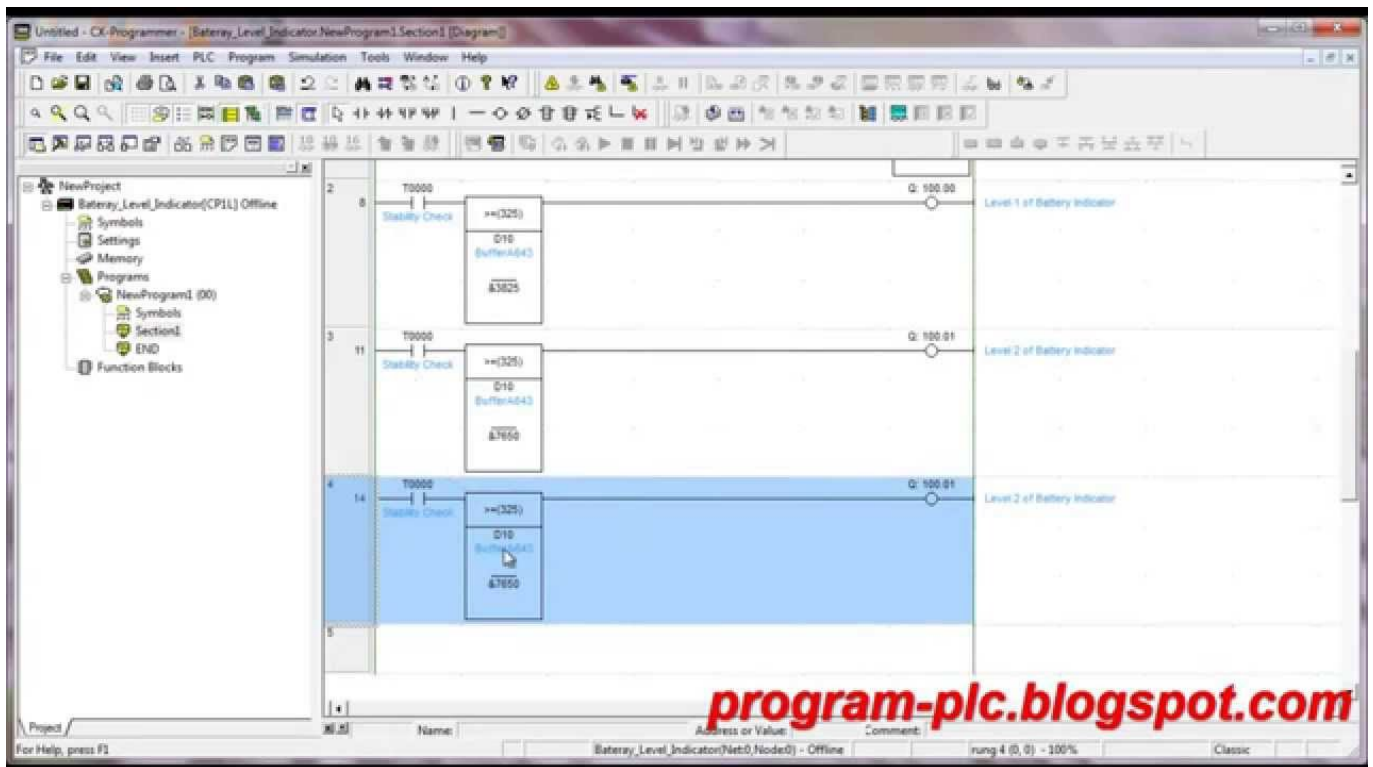 Untitled - CX-Programmer - [Bateray_Level_Indicator.NewProgram1.Section1 [Diagram]]
File Edit View Insert PLC Program Simulation Tools Window Help
NewProject
Bateray_Level_Indicator[CP1L] Offline
Symbols
Settings
Memory
Programs
NewProgram1 (00)
Symbols
Section1
END
Function Blocks
Project
2
8
T0000
Stability Check
>=(325)
D10
BufferA643
&3825
Q: 100.00
Level 1 of Battery Indicator
3
11
T0000
Stability Check
>=(325)
D10
BufferA643
&7650
Q: 100.01
Level 2 of Battery Indicator
4
14
T0000
Stability Check
>=(325)
D10
BufferA643
&7650
Q: 100.01
Level 2 of Battery Indicator
5
program-plc.blogspot.com
Name: Address or Value: Comment:
For Help, press F1
Bateray_Level_Indicator(Net:0,Node:0) - Offline
rung 4 (0, 0) - 100%
Classic